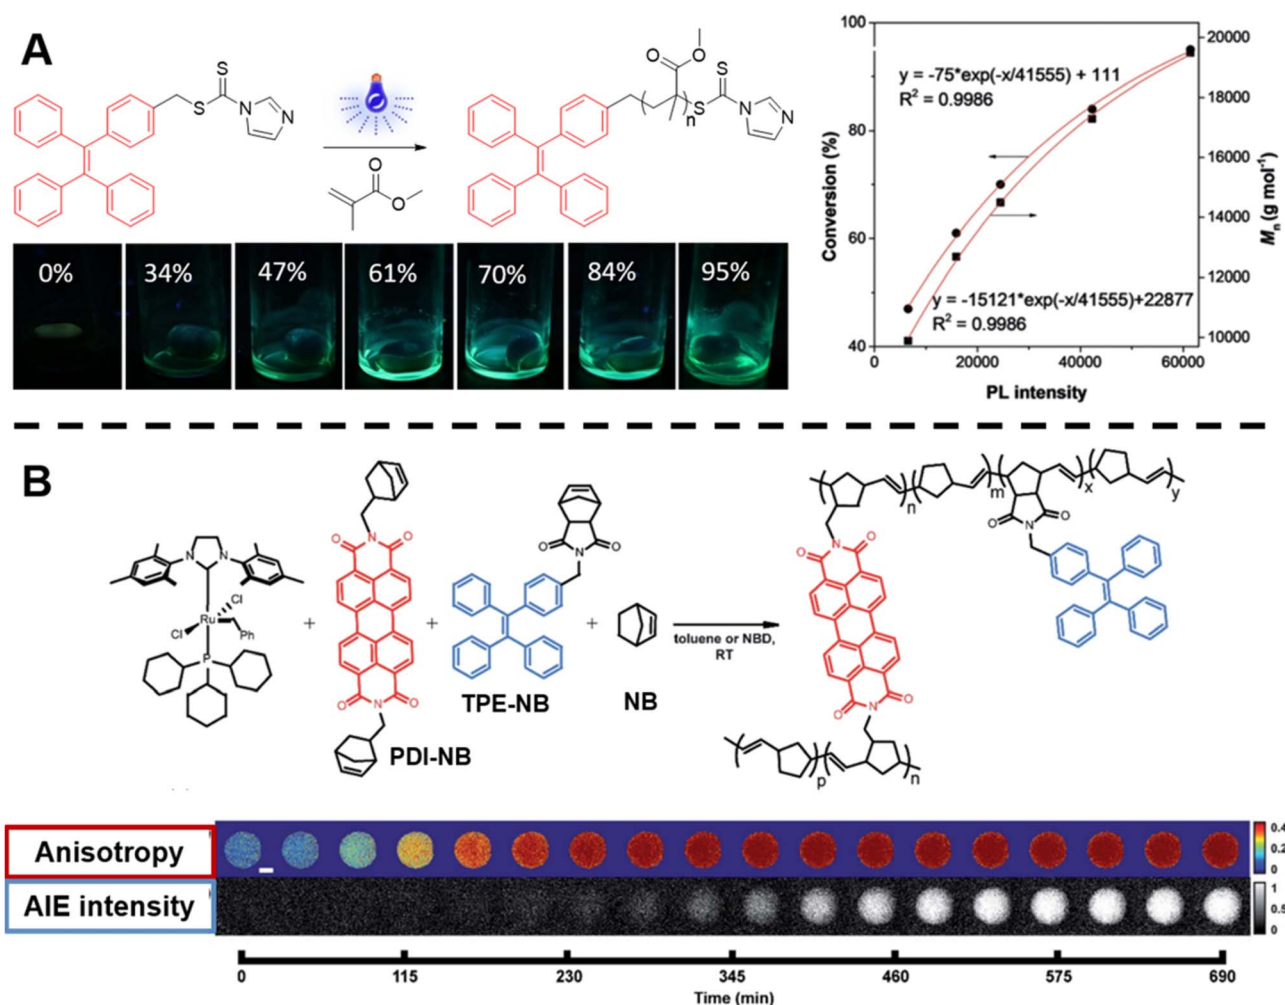 A
S
S
N
N
O
O
O
O
n
S
S
N
N
0%
34%
47%
61%
70%
84%
95%
100
80
60
40
Conversion (%)
y = -75*exp(-x/41555) + 111
R² = 0.9986
y = -15121*exp(-x/41555)+22877
R² = 0.9986
20000
18000
16000
14000
12000
10000
Mn (g mol⁻¹)
0
20000
40000
60000
PL intensity
B
N
N
Cl
Ru
Cl
Ph
P
+
O
N
O
O
N
O
PDI-NB
+
O
N
O
TPE-NB
+
NB
toluene or NBD,
RT
n
m
x
y
O
N
O
O
N
O
O
N
O
p
n
Anisotropy
0.4
0.2
0
AIE intensity
1
0.5
0
0
115
230
345
460
575
690
Time (min)